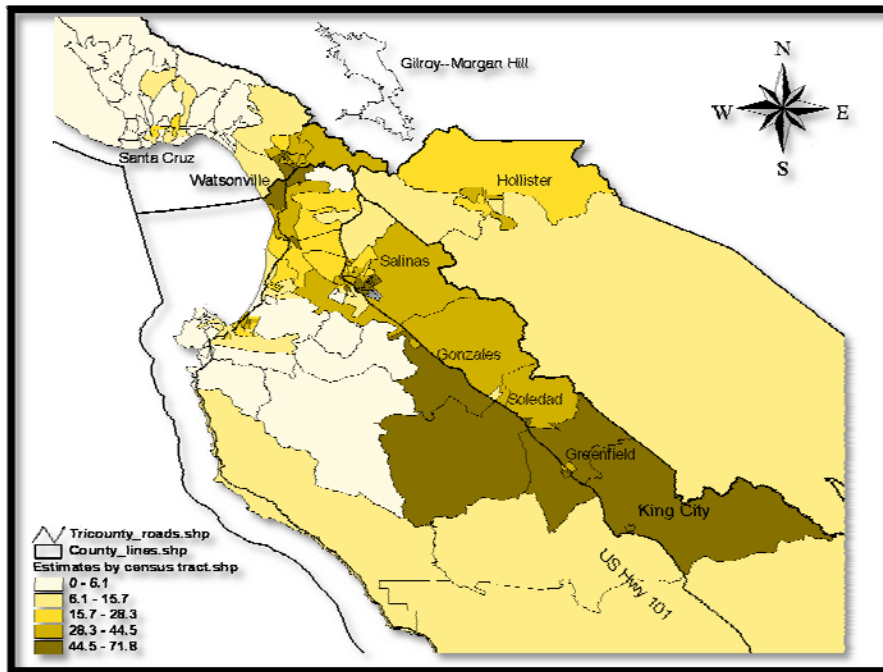 Gilroy--Morgan Hill
N
W E
S
Santa Cruz
Watsonville
Hollister
Salinas
Gonzales
Soledad
Greenfield
King City
US Hwy 101
Tricounty_roads.shp
County_lines.shp
Estimates by census tract.shp
0 - 6.1
6.1 - 15.7
15.7 - 28.3
28.3 - 44.5
44.5 - 71.8